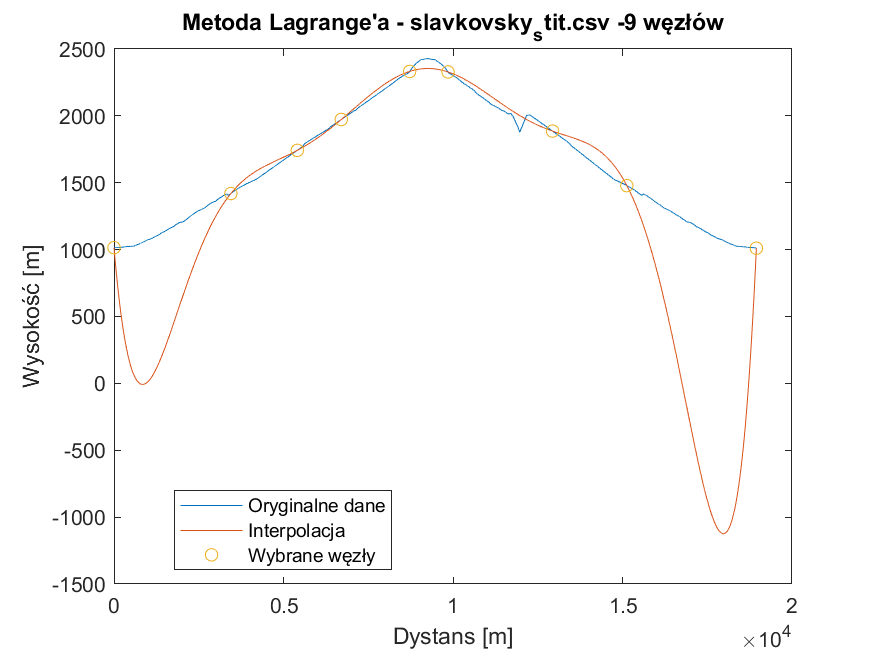 Metoda Lagrange'a - slavkovsky_stit.csv -9 węzłów
2500
2000
1500
1000
500
0
-500
-1000
-1500
Wysokość [m]
Oryginalne dane
Interpolacja
Wybrane węzły
0
0.5
1
1.5
2
×10^4
Dystans [m]